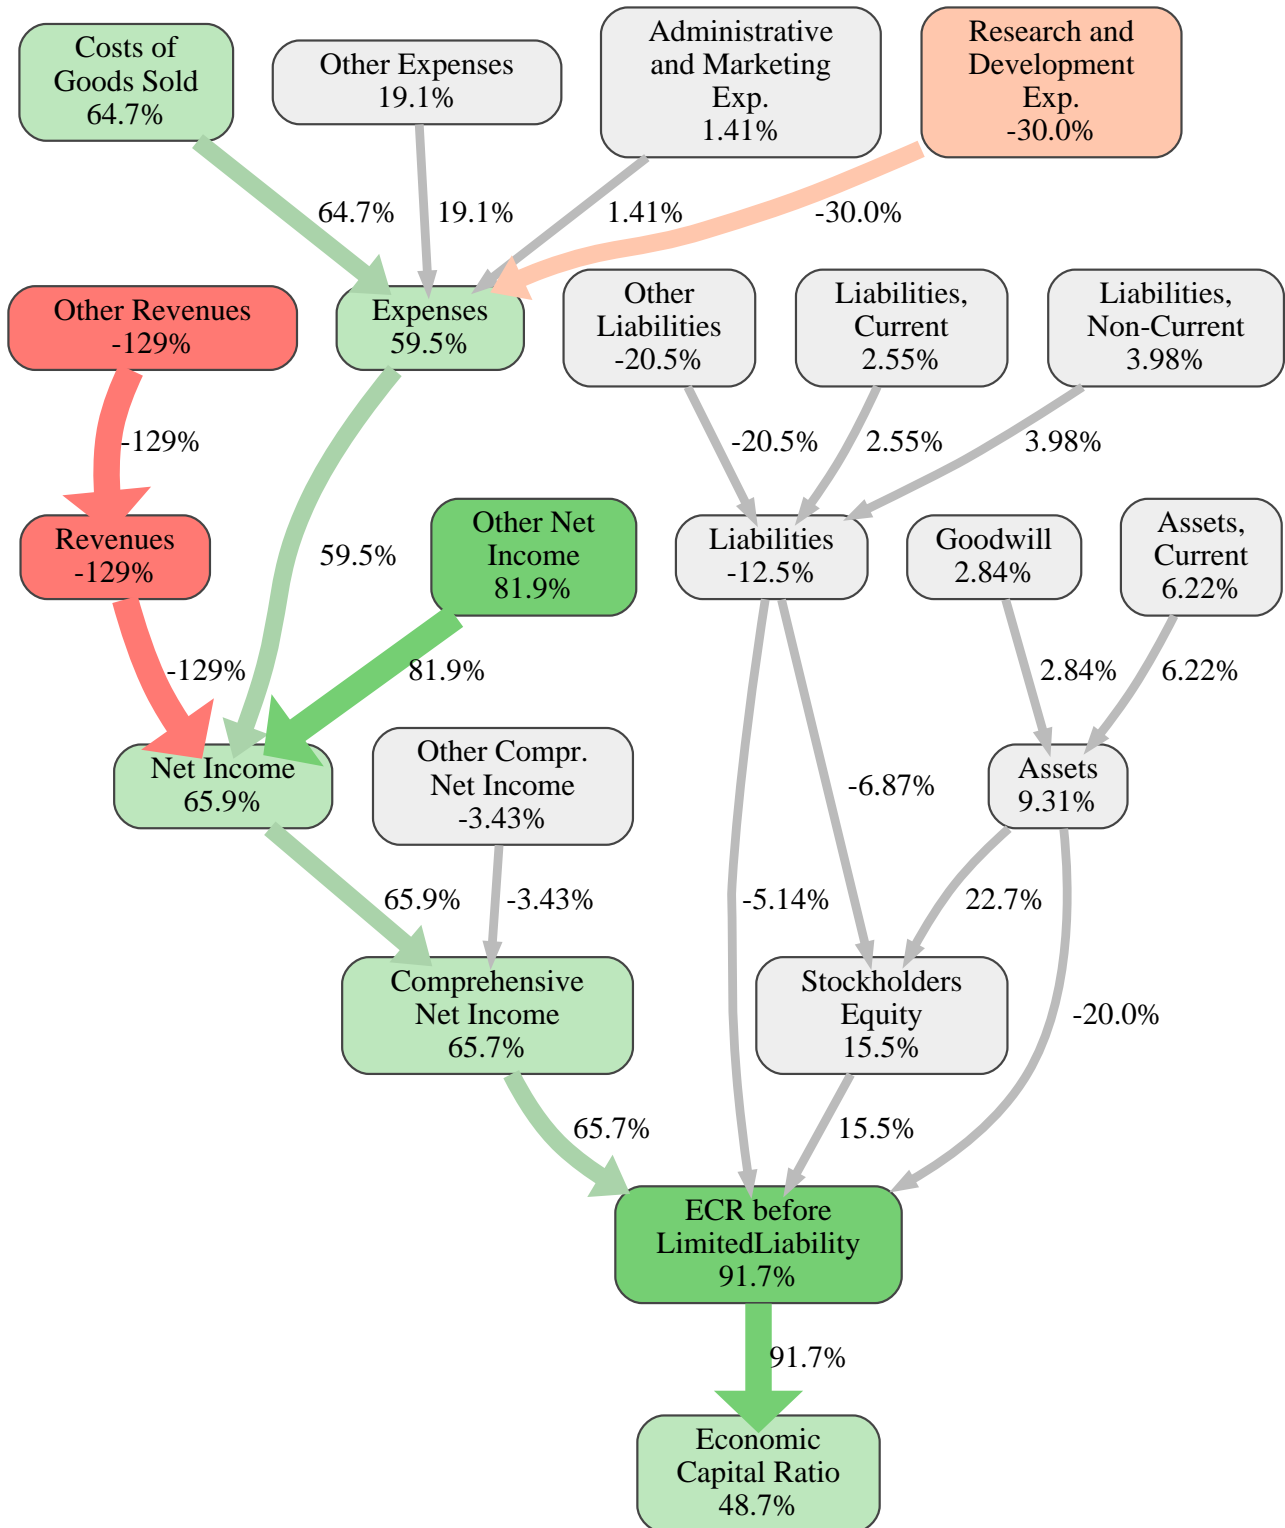 Costs of
Goods Sold
64.7%
Other Expenses
19.1%
Administrative
and Marketing
Exp.
1.41%
Research and
Development
Exp.
-30.0%
64.7%
19.1%
1.41%
-30.0%
Other Revenues
-129%
Expenses
59.5%
Other
Liabilities
-20.5%
Liabilities,
Current
2.55%
Liabilities,
Non-Current
3.98%
-129%
-20.5%
2.55%
3.98%
Revenues
-129%
59.5%
Other Net
Income
81.9%
Liabilities
-12.5%
Goodwill
2.84%
Assets,
Current
6.22%
-129%
81.9%
2.84%
6.22%
Net Income
65.9%
Other Compr.
Net Income
-3.43%
-6.87%
Assets
9.31%
65.9%
-3.43%
-5.14%
22.7%
Comprehensive
Net Income
65.7%
Stockholders
Equity
15.5%
-20.0%
65.7%
15.5%
ECR before
LimitedLiability
91.7%
91.7%
Economic
Capital Ratio
48.7%